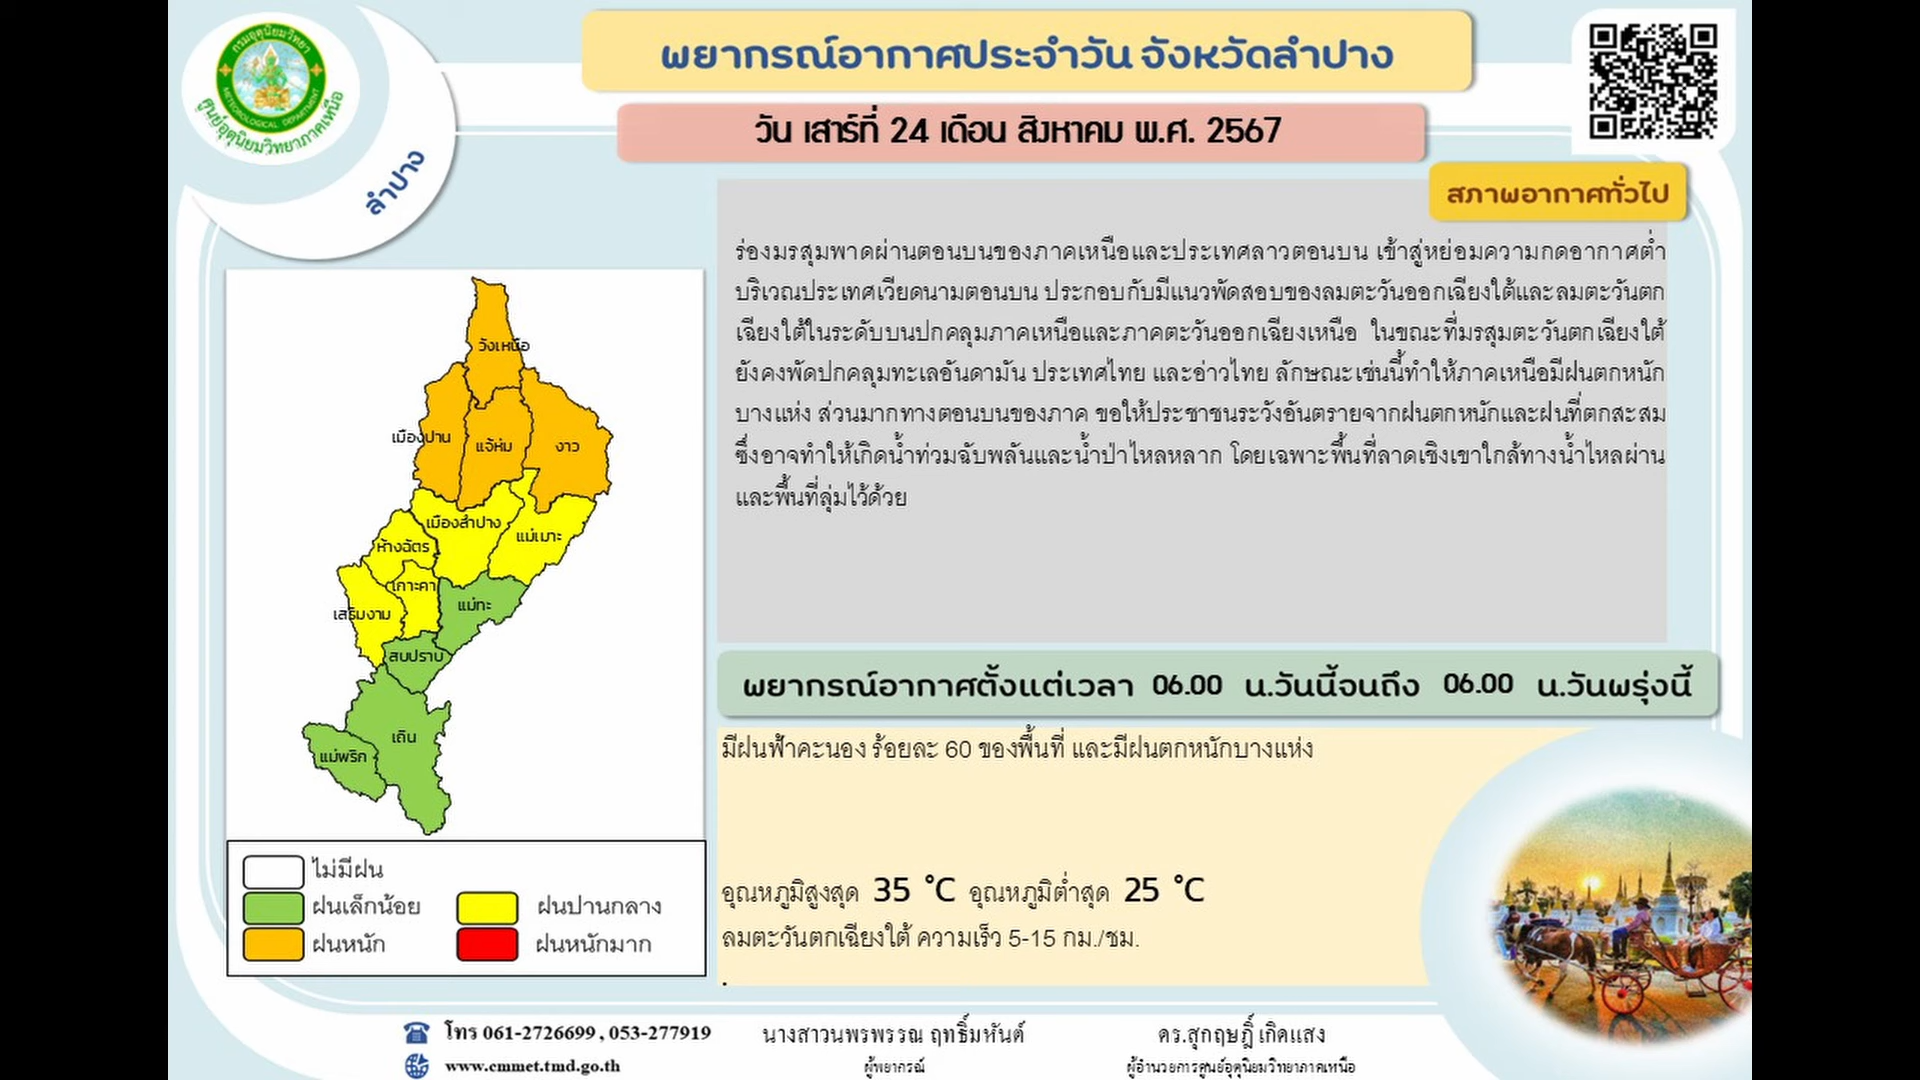 กรมอุตุนิยมวิทยา
METEOROLOGICAL DEPARTMENT
ศูนย์อุตุนิยมวิทยาภาคเหนือ
ลำปาง
พยากรณ์อากาศประจำวัน จังหวัดลำปาง
วัน เสาร์ที่ 24 เดือน สิงหาคม พ.ศ. 2567
สภาพอากาศทั่วไป
ร่องมรสุมพาดผ่านตอนบนของภาคเหนือและประเทศลาวตอนบน เข้าสู่หย่อมความกดอากาศต่ำ
บริเวณประเทศเวียดนามตอนบน ประกอบกับมีแนวพัดสอบของลมตะวันออกเฉียงใต้และลมตะวันตก
เฉียงใต้ในระดับบนปกคลุมภาคเหนือและภาคตะวันออกเฉียงเหนือ ในขณะที่มรสุมตะวันตกเฉียงใต้
ยังคงพัดปกคลุมทะเลอันดามัน ประเทศไทย และอ่าวไทย ลักษณะเช่นนี้ทำให้ภาคเหนือมีฝนตกหนัก
บางแห่ง ส่วนมากทางตอนบนของภาค ขอให้ประชาชนระวังอันตรายจากฝนตกหนักและฝนที่ตกสะสม
ซึ่งอาจทำให้เกิดน้ำท่วมฉับพลันและน้ำป่าไหลหลาก โดยเฉพาะพื้นที่ลาดเชิงเขาใกล้ทางน้ำไหลผ่าน
และพื้นที่ลุ่มไว้ด้วย
วังเหนือ
เมืองปาน
แจ้ห่ม
งาว
เมืองลำปาง
แม่เมาะ
ห้างฉัตร
เกาะคา
เสริมงาม
แม่ทะ
สบปราบ
เถิน
แม่พริก
ไม่มีฝน
ฝนเล็กน้อย
ฝนปานกลาง
ฝนหนัก
ฝนหนักมาก
พยากรณ์อากาศตั้งแต่เวลา 06.00 น.วันนี้จนถึง 06.00 น.วันพรุ่งนี้
มีฝนฟ้าคะนอง ร้อยละ 60 ของพื้นที่ และมีฝนตกหนักบางแห่ง
อุณหภูมิสูงสุด 35 °C อุณหภูมิต่ำสุด 25 °C
ลมตะวันตกเฉียงใต้ ความเร็ว 5-15 กม./ชม.
.
โทร 061-2726699 , 053-277919
www.cmmet.tmd.go.th
นางสาวนพรพรรณ ฤทธิ์มหันต์
ผู้พยากรณ์
ดร.สุกฤษฎิ์ เกิดแสง
ผู้อำนวยการศูนย์อุตุนิยมวิทยาภาคเหนือ